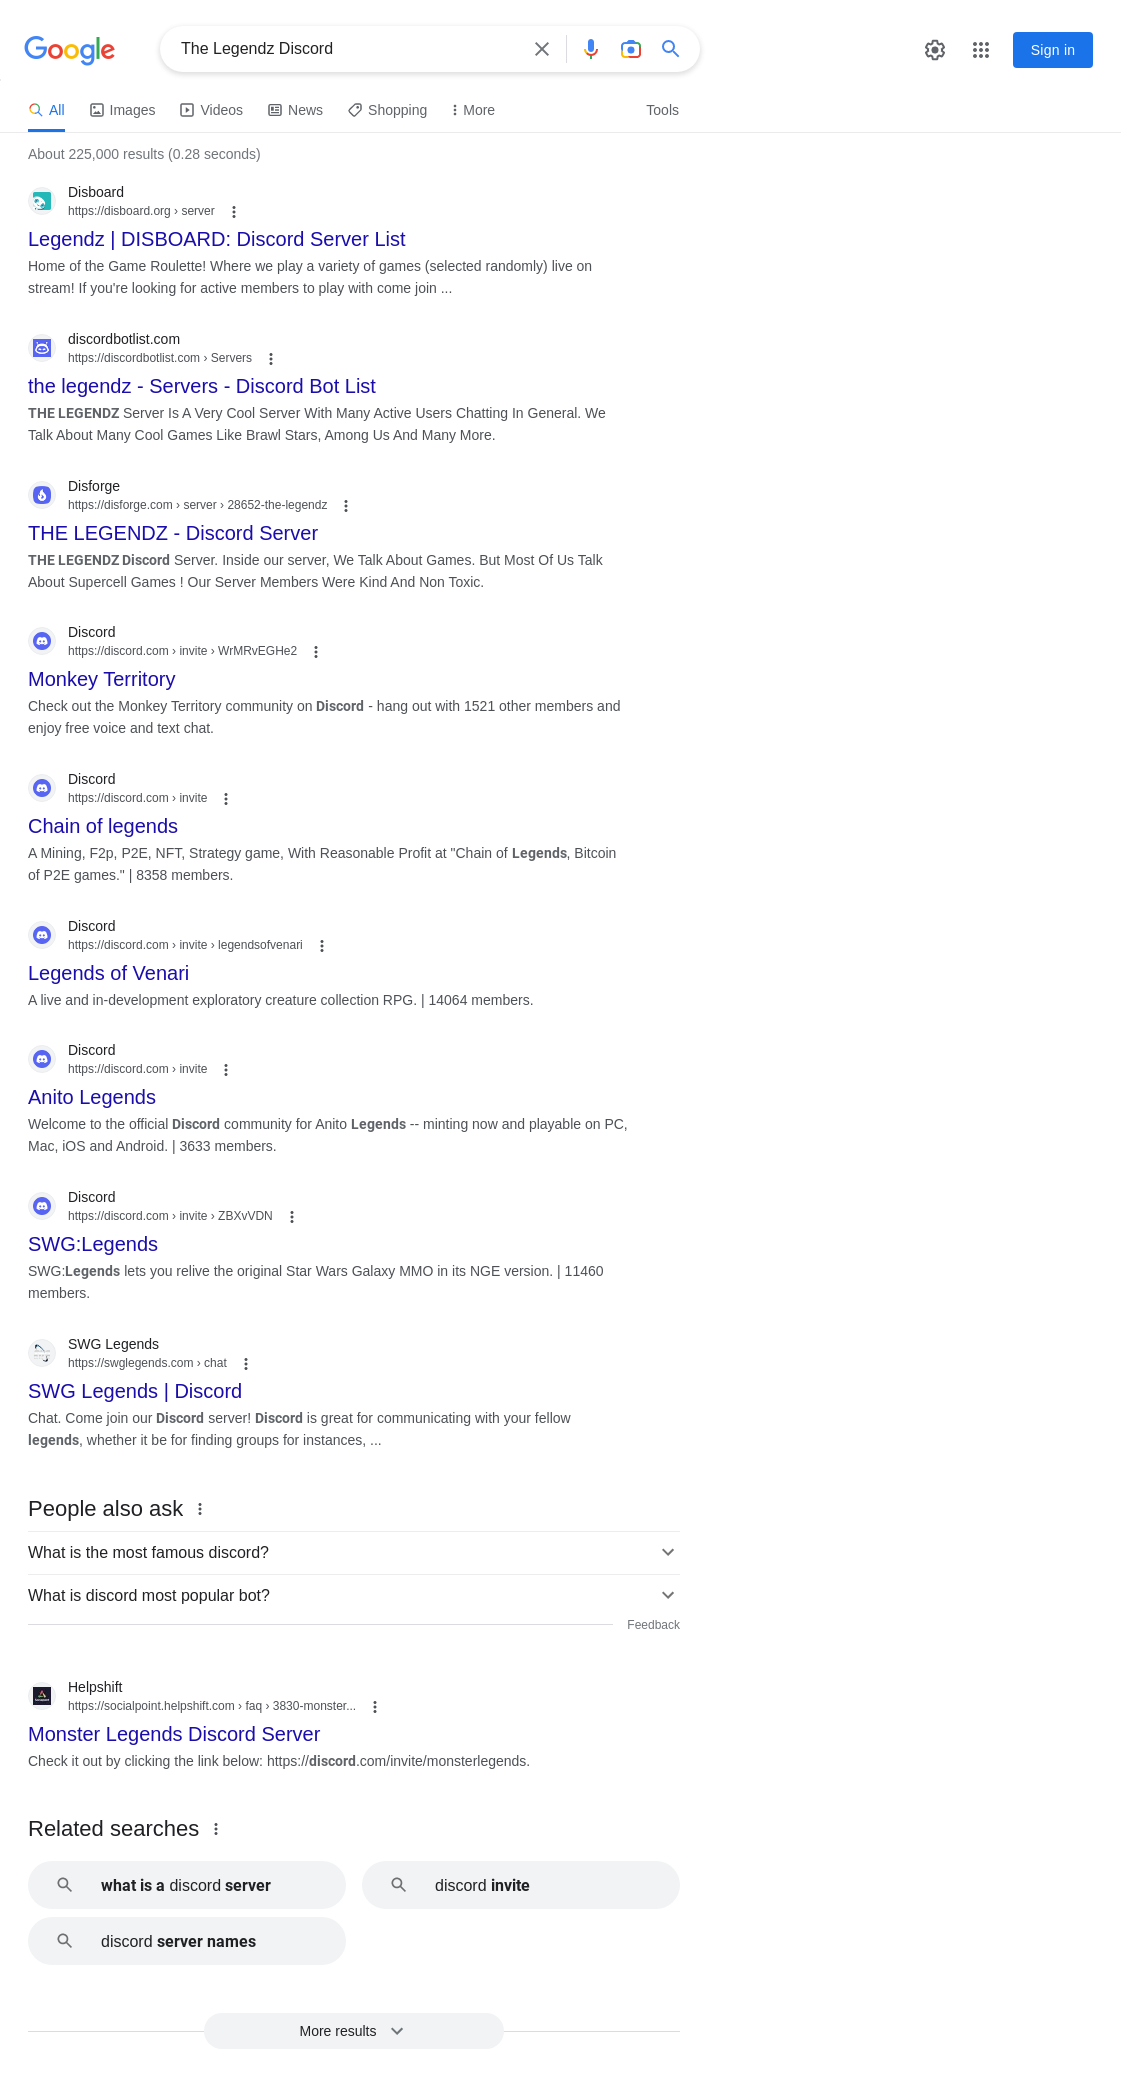 Google
The Legendz Discord
Sign in
All
Images
Videos
News
Shopping
More
Tools
About 225,000 results (0.28 seconds)
Disboard
https://disboard.org › server
Legendz | DISBOARD: Discord Server List
Home of the Game Roulette! Where we play a variety of games (selected randomly) live on
stream! If you're looking for active members to play with come join ...
discordbotlist.com
https://discordbotlist.com › Servers
the legendz - Servers - Discord Bot List
THE LEGENDZ Server Is A Very Cool Server With Many Active Users Chatting In General. We
Talk About Many Cool Games Like Brawl Stars, Among Us And Many More.
Disforge
https://disforge.com › server › 28652-the-legendz
THE LEGENDZ - Discord Server
THE LEGENDZ Discord Server. Inside our server, We Talk About Games. But Most Of Us Talk
About Supercell Games ! Our Server Members Were Kind And Non Toxic.
Discord
https://discord.com › invite › WrMRvEGHe2
Monkey Territory
Check out the Monkey Territory community on Discord - hang out with 1521 other members and
enjoy free voice and text chat.
Discord
https://discord.com › invite
Chain of legends
A Mining, F2p, P2E, NFT, Strategy game, With Reasonable Profit at "Chain of Legends, Bitcoin
of P2E games." | 8358 members.
Discord
https://discord.com › invite › legendsofvenari
Legends of Venari
A live and in-development exploratory creature collection RPG. | 14064 members.
Discord
https://discord.com › invite
Anito Legends
Welcome to the official Discord community for Anito Legends -- minting now and playable on PC,
Mac, iOS and Android. | 3633 members.
Discord
https://discord.com › invite › ZBXvVDN
SWG:Legends
SWG:Legends lets you relive the original Star Wars Galaxy MMO in its NGE version. | 11460
members.
SWG Legends
https://swglegends.com › chat
SWG Legends | Discord
Chat. Come join our Discord server! Discord is great for communicating with your fellow
legends, whether it be for finding groups for instances, ...
People also ask
What is the most famous discord?
What is discord most popular bot?
Feedback
Helpshift
https://socialpoint.helpshift.com › faq › 3830-monster...
Monster Legends Discord Server
Check it out by clicking the link below: https://discord.com/invite/monsterlegends.
Related searches
what is a discord server
discord invite
discord server names
More results